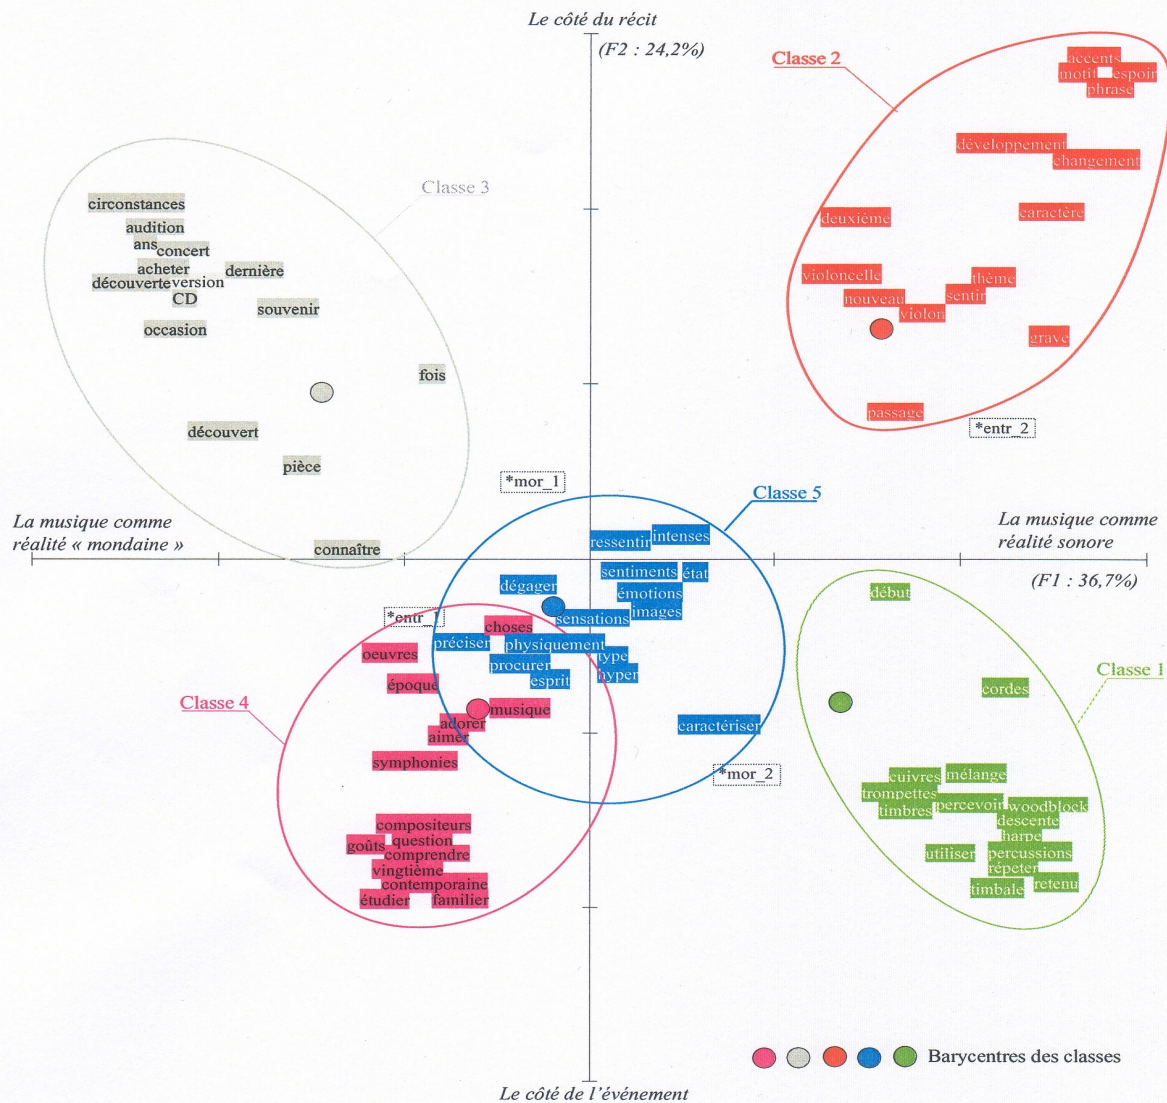 Le côté du récit
(F2 : 24,2%)
Classe 2
accents
motif espoir
phrase
développement
changement
Classe 3
circonstances
audition
ans
concert
acheter
dernière
découverte version
CD
souvenir
occasion
deuxième
caractère
violoncelle
thème
nouveau
sentir
violon
grave
fois
passage
*entr_2
découvert
pièce
*mor_1
Classe 5
La musique comme
réalité « mondaine »
La musique comme
réalité sonore
(F1 : 36,7%)
connaître
ressentir
intenses
sentiments
état
dégager
émotions
images
sensations
*entr_1
choses
préciser
physiquement
oeuvres
procurer
type
esprit
hyper
époque
début
Classe 4
musique
adorer
aimer
caractériser
symphonies
*mor_2
Classe 1
cordes
cuivres
mélange
trompettes
timbres
percevoir
woodblock
descente
harpe
utiliser
percussions
répeter
timbale
retenu
compositeurs
goûts
question
comprendre
vingtième
contemporaine
étudier
familier
Barycentres des classes
Le côté de l'événement